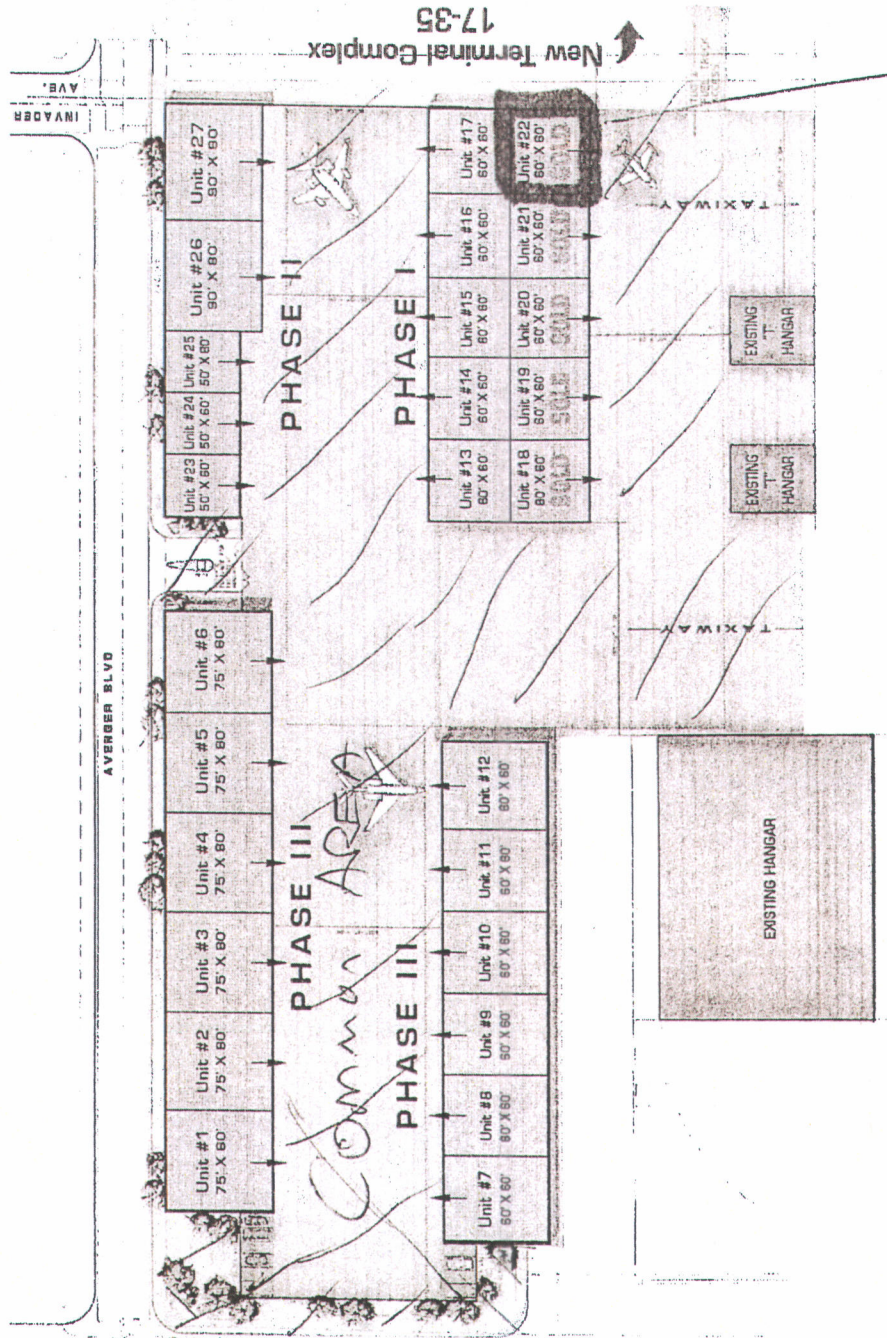 INVADER
AVE.
AVENGER BLVD
New Terminal Complex
17-35
Unit #1
75' X 80'
Unit #2
75' X 80'
Unit #3
75' X 80'
Unit #4
75' X 80'
Unit #5
75' X 80'
Unit #6
75' X 80'
Unit #23
50' X 60'
Unit #24
50' X 60'
Unit #25
50' X 60'
Unit #26
90' X 80'
Unit #27
90' X 80'
PHASE III
PHASE II
Common AREA
PHASE III
PHASE I
Unit #7
60' X 60'
Unit #8
60' X 60'
Unit #9
60' X 60'
Unit #10
60' X 60'
Unit #11
60' X 60'
Unit #12
60' X 60'
Unit #13
60' X 60'
Unit #14
60' X 60'
Unit #15
60' X 60'
Unit #16
60' X 60'
Unit #17
60' X 60'
Unit #18
60' X 60'
SOLD
Unit #19
60' X 60'
SOLD
Unit #20
60' X 60'
SOLD
Unit #21
60' X 60'
SOLD
Unit #22
60' X 60'
SOLD
TAXIWAY
TAXIWAY
EXISTING HANGAR
EXISTING
"T"
HANGAR
EXISTING
"T"
HANGAR